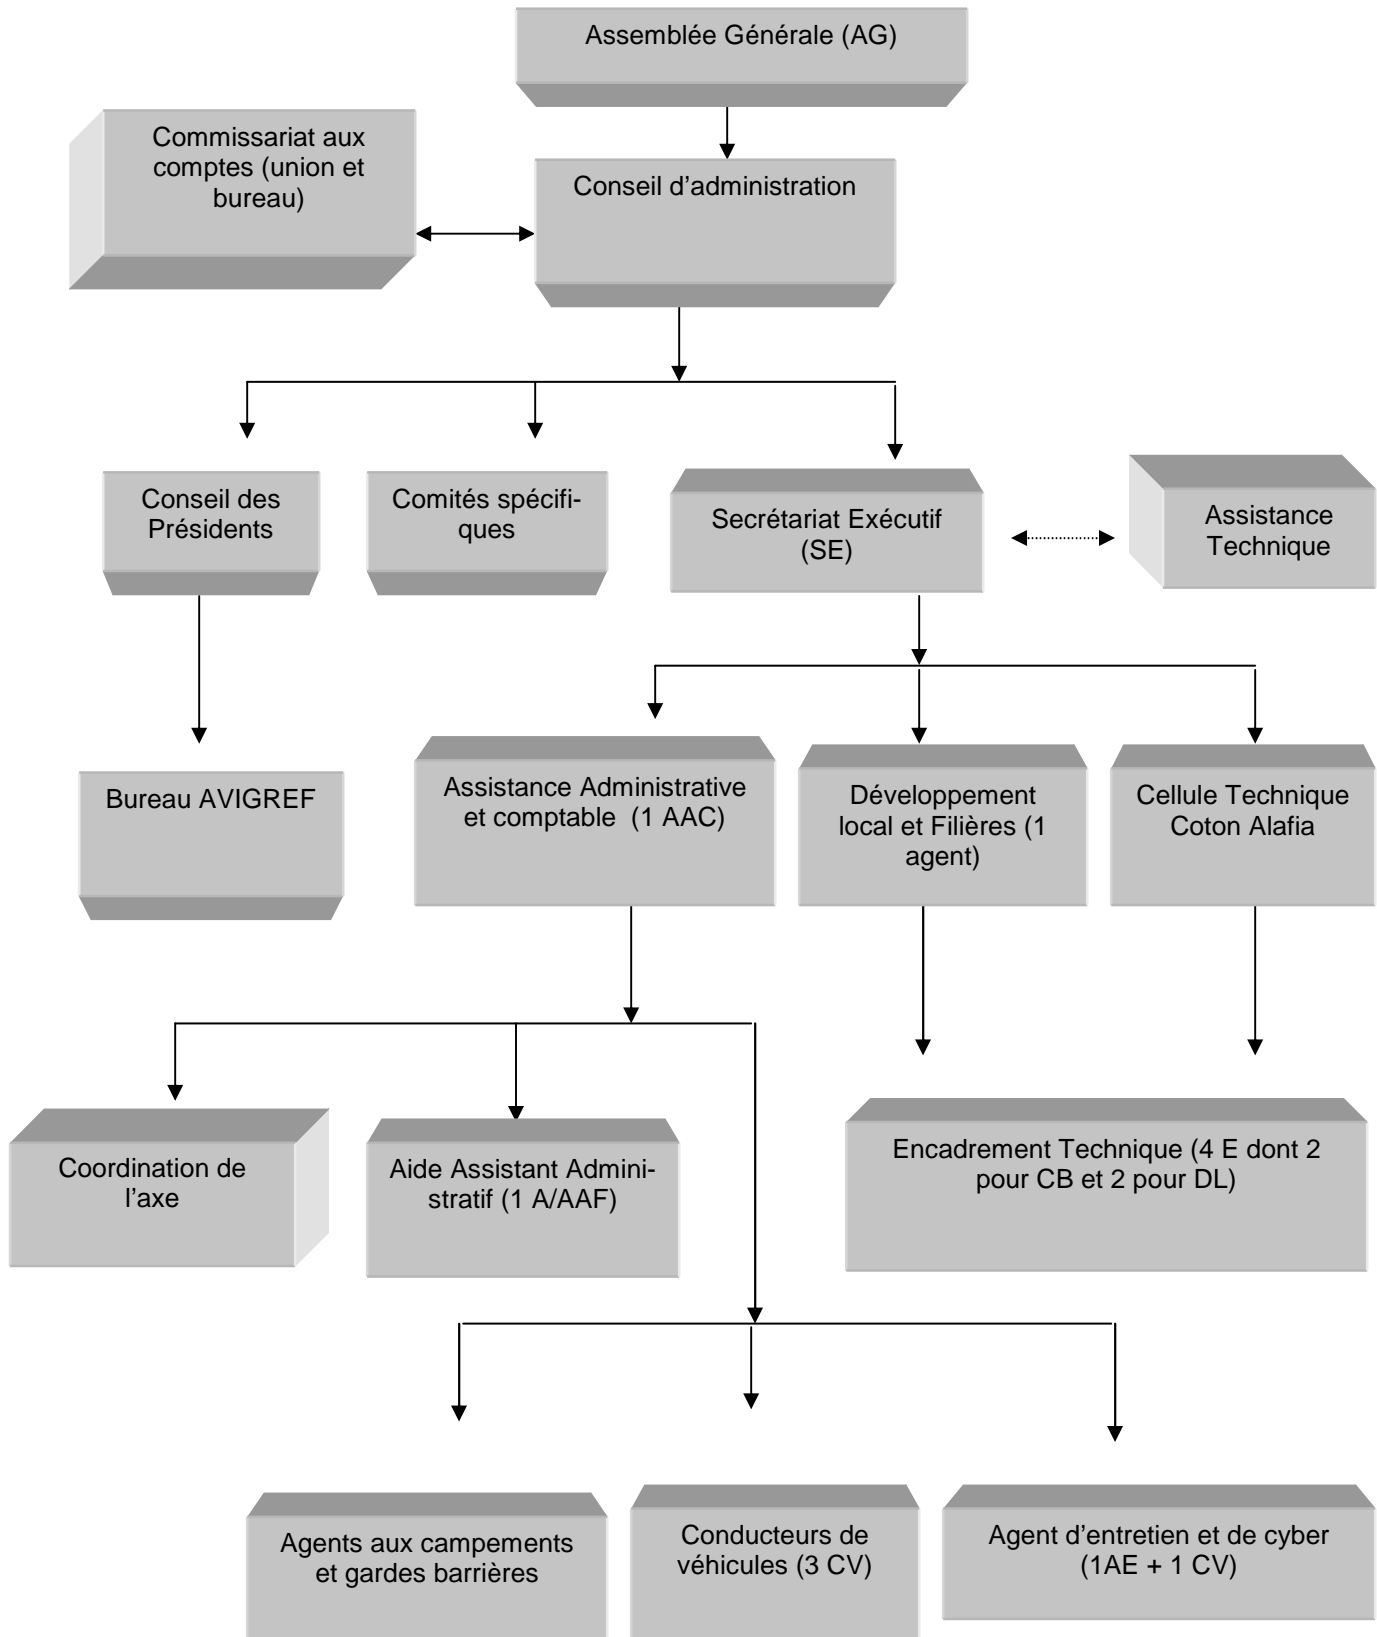 Assemblée Générale (AG)
Commissariat aux
comptes (union et
bureau)
Conseil d’administration
Conseil des
Présidents
Comités spécifi-
ques
Secrétariat Exécutif
(SE)
Assistance
Technique
Bureau AVIGREF
Assistance Administrative
et comptable  (1 AAC)
Développement
local et Filières (1
agent)
Cellule Technique
Coton Alafia
Coordination de
l’axe
Aide Assistant Admini-
stratif (1 A/AAF)
Encadrement Technique (4 E dont 2
pour CB et 2 pour DL)
Agents aux campements
et gardes barrières
Conducteurs de
véhicules (3 CV)
Agent d’entretien et de cyber
(1AE + 1 CV)